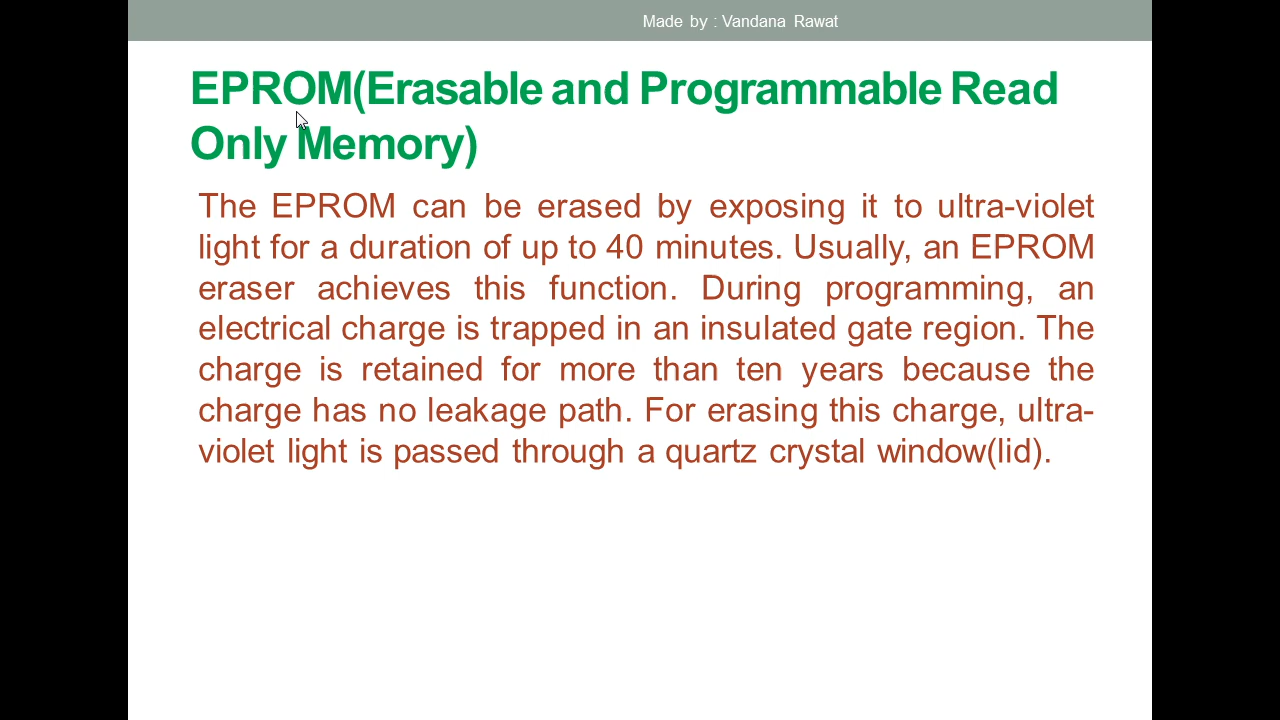 Made by : Vandana Rawat
EPROM(Erasable and Programmable Read
Only Memory)
The EPROM can be erased by exposing it to ultra-violet
light for a duration of up to 40 minutes. Usually, an EPROM
eraser achieves this function. During programming, an
electrical charge is trapped in an insulated gate region. The
charge is retained for more than ten years because the
charge has no leakage path. For erasing this charge, ultra-
violet light is passed through a quartz crystal window(lid).